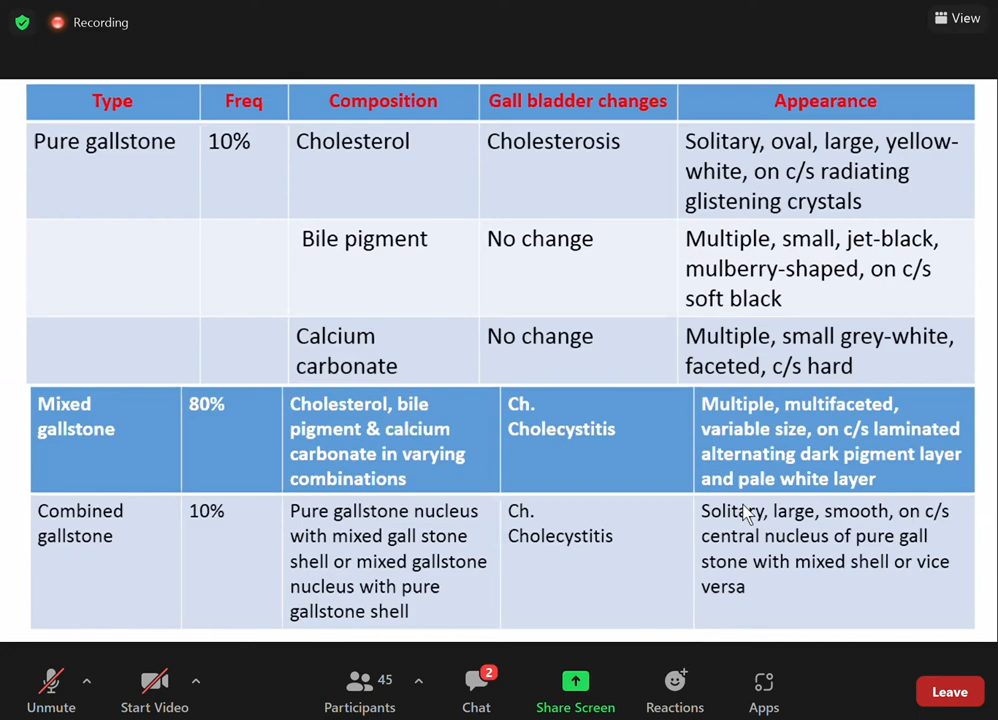 Recording
View
Type
Freq
Composition
Gall bladder changes
Appearance
Pure gallstone
10%
Cholesterol
Cholesterosis
Solitary, oval, large, yellow-
white, on c/s radiating
glistening crystals
Bile pigment
No change
Multiple, small, jet-black,
mulberry-shaped, on c/s
soft black
Calcium
carbonate
No change
Multiple, small grey-white,
faceted, c/s hard
Mixed
gallstone
80%
Cholesterol, bile
pigment & calcium
carbonate in varying
combinations
Ch.
Cholecystitis
Multiple, multifaceted,
variable size, on c/s laminated
alternating dark pigment layer
and pale white layer
Combined
gallstone
10%
Pure gallstone nucleus
with mixed gall stone
shell or mixed gallstone
nucleus with pure
gallstone shell
Ch.
Cholecystitis
Solitary, large, smooth, on c/s
central nucleus of pure gall
stone with mixed shell or vice
versa
Unmute
Start Video
45
Participants
2
Chat
Share Screen
Reactions
Apps
Leave